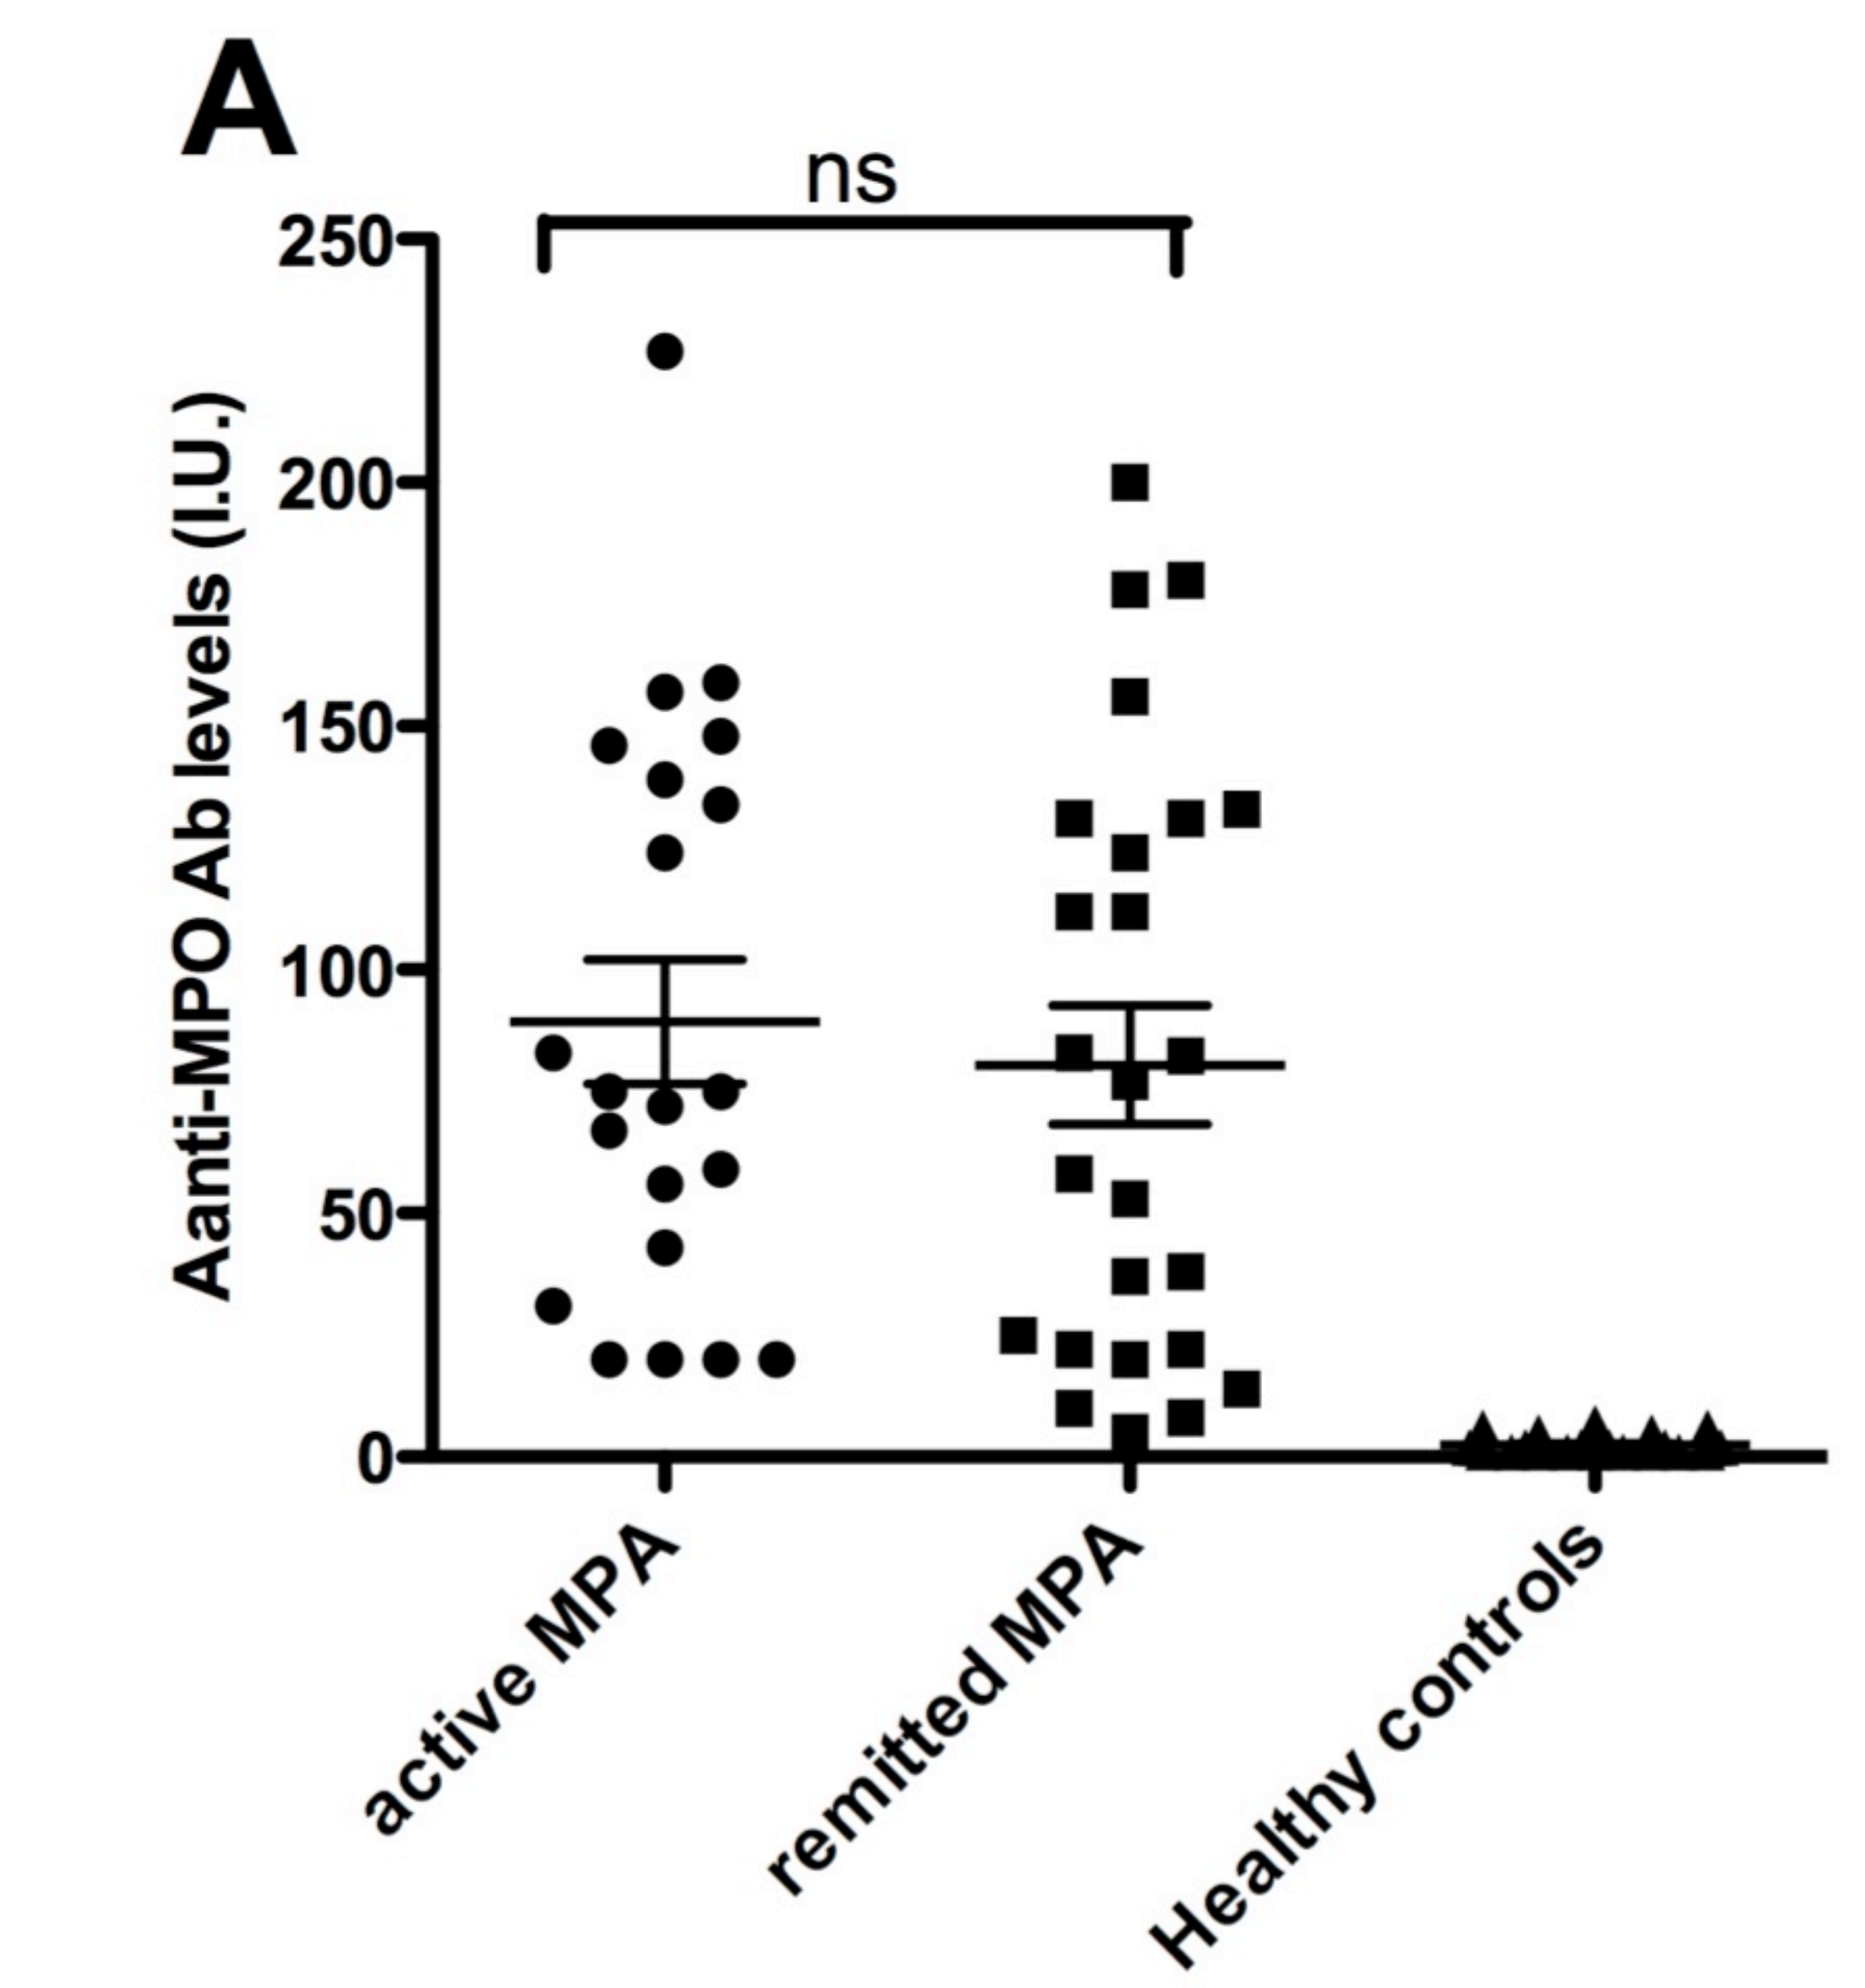 A
ns
250
200
150
100
50
0
Aanti-MPO Ab levels (I.U.)
active MPA
remitted MPA
Healthy controls